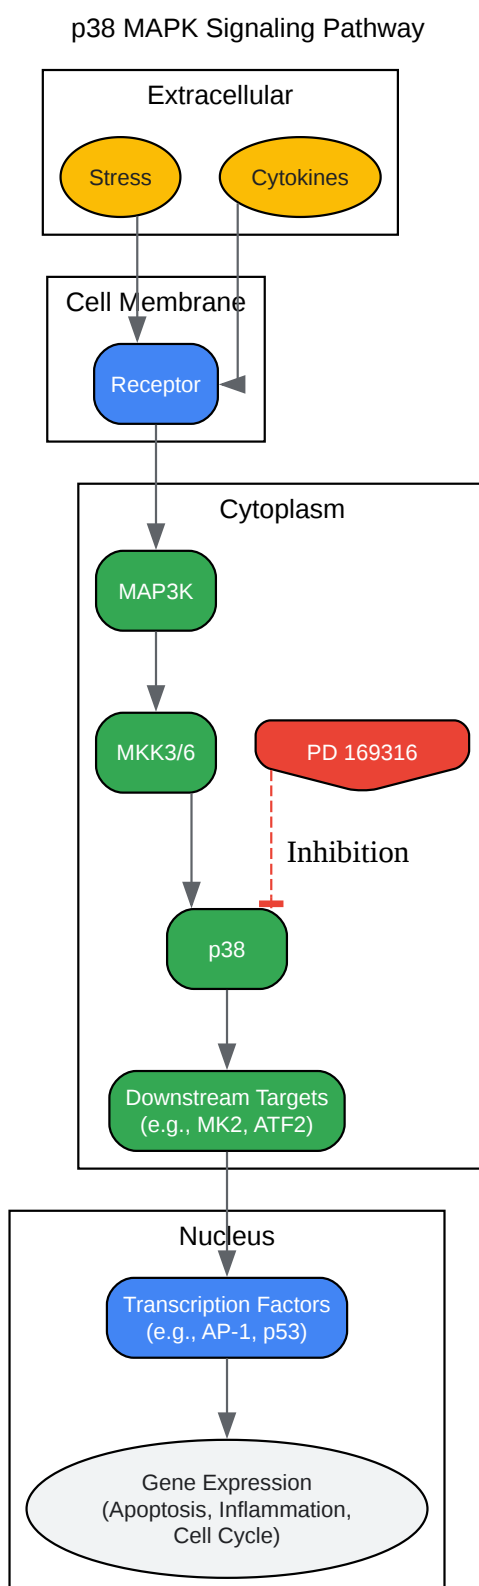 p38 MAPK Signaling Pathway
Extracellular
Stress
Cytokines
Cell Membrane
Receptor
Cytoplasm
MAP3K
MKK3/6
PD 169316
Inhibition
p38
Downstream Targets
(e.g., MK2, ATF2)
Nucleus
Transcription Factors
(e.g., AP-1, p53)
Gene Expression
(Apoptosis, Inflammation,
Cell Cycle)